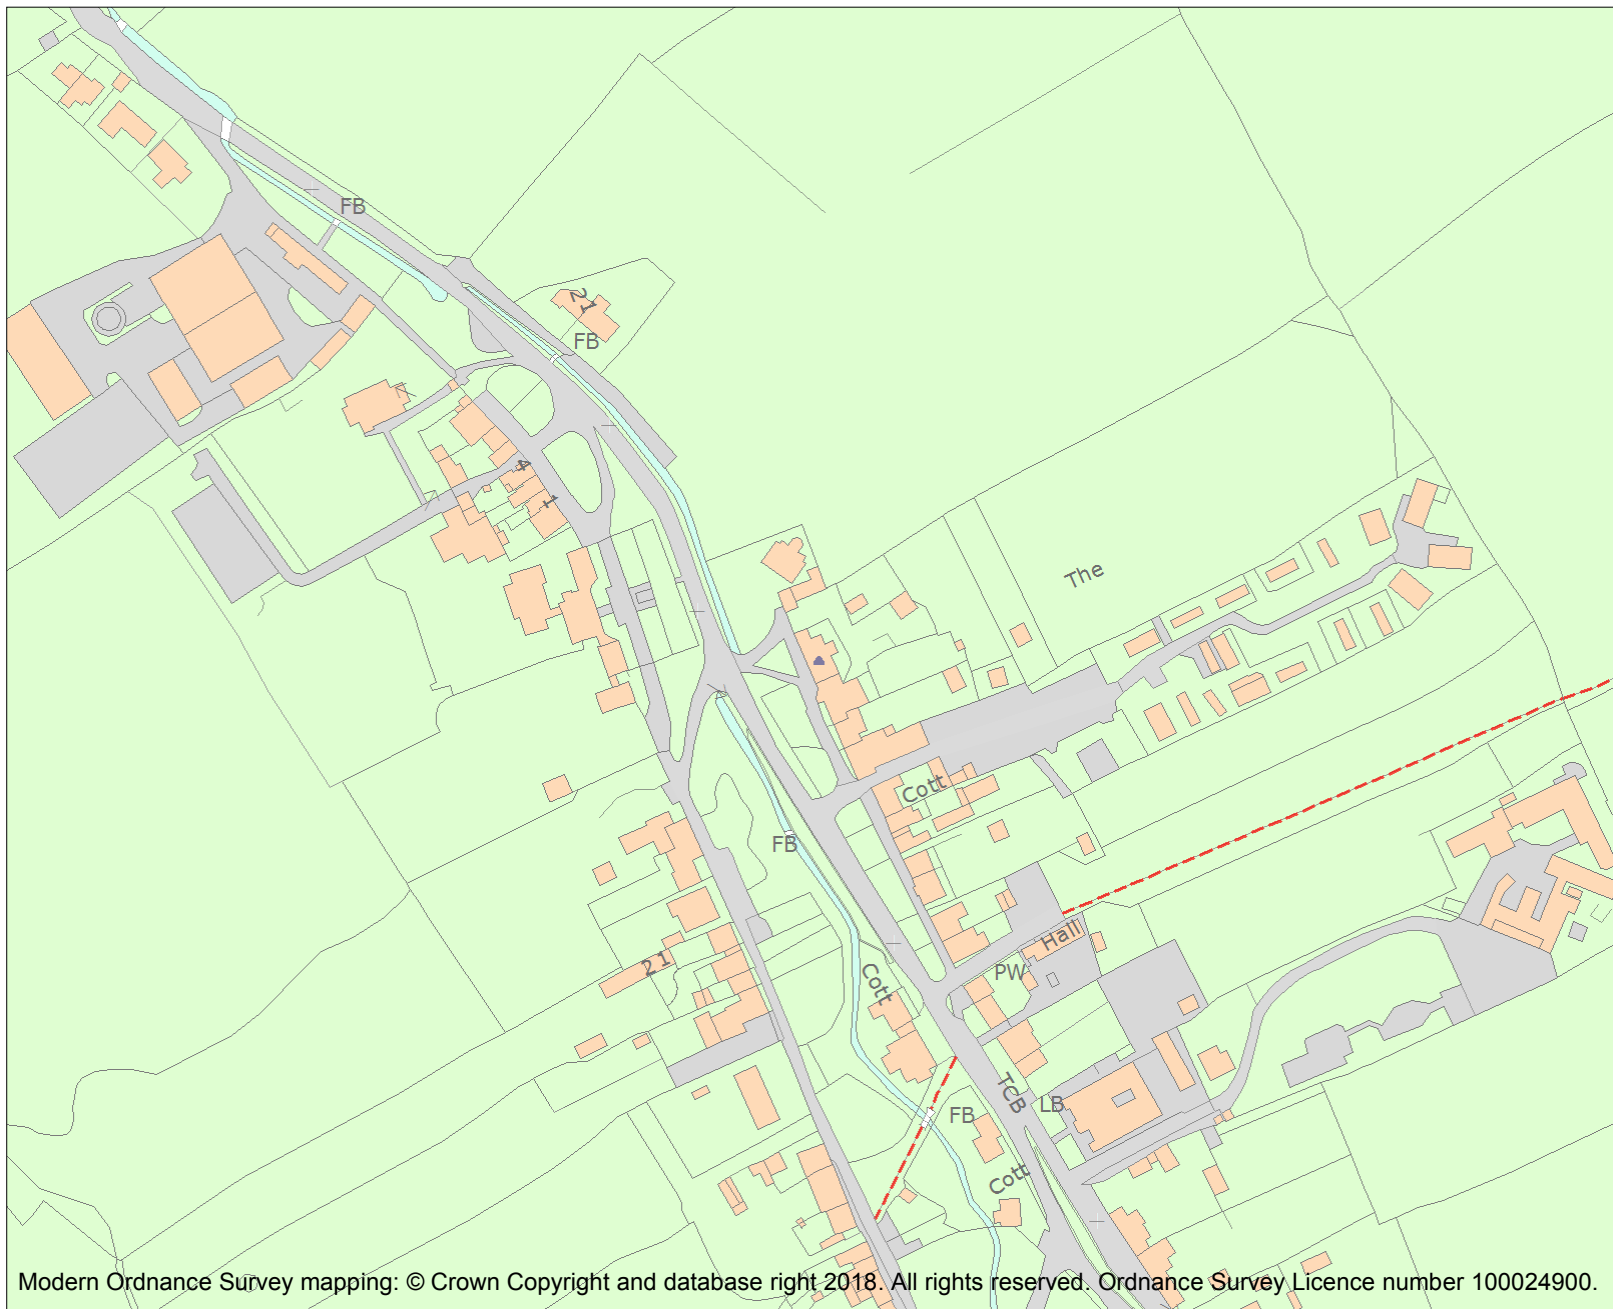 FB
21
FB
4
1
The
Cott
FB
Hall
21
PW
Cott
TCB
LB
FB
Cott
Modern Ordnance Survey mapping: © Crown Copyright and database right 2018. All rights reserved. Ordnance Survey Licence number 100024900.